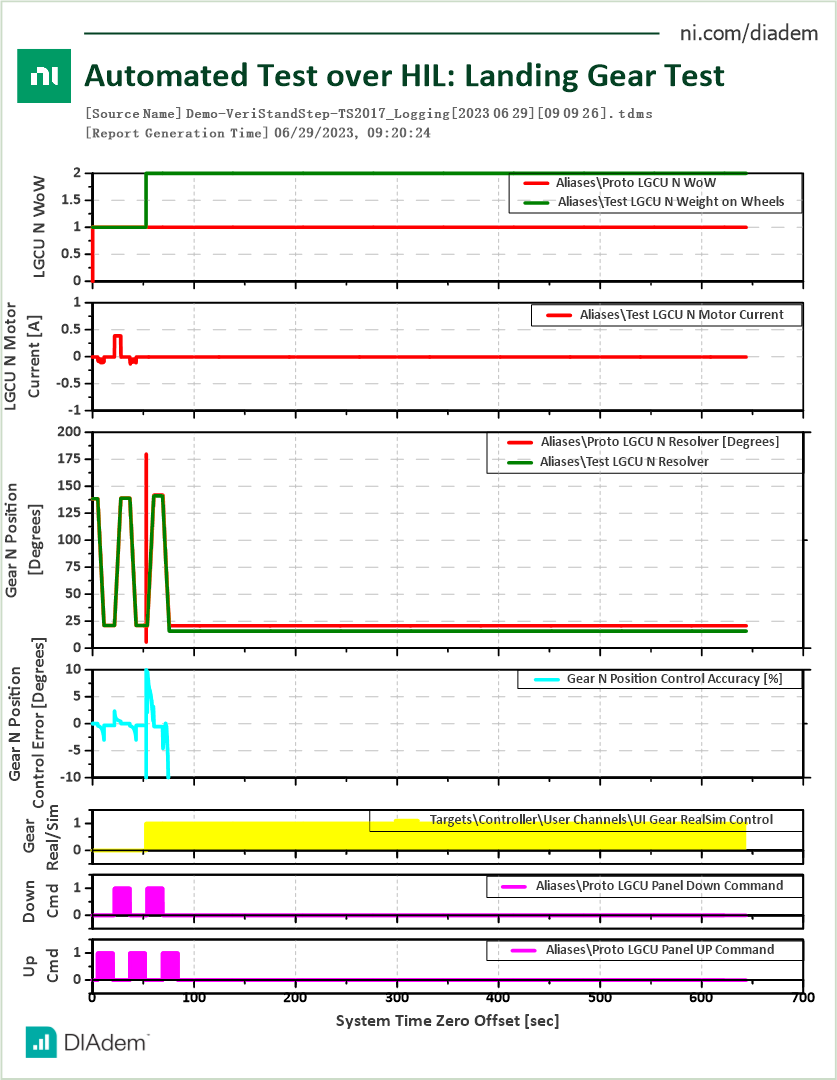 ni.com/diadem
ni
Automated Test over HIL: Landing Gear Test
[Source Name] Demo-VeriStandStep-TS2017_Logging[2023 06 29][09 09 26].tdms
[Report Generation Time] 06/29/2023, 09:20:24
LGCU N WoW
2
1.5
1
0.5
0
Aliases\Proto LGCU N WoW
Aliases\Test LGCU N Weight on Wheels
LGCU N Motor
Current [A]
1
0.5
0
-0.5
-1
Aliases\Test LGCU N Motor Current
Gear N Position
[Degrees]
200
175
150
125
100
75
50
25
0
Aliases\Proto LGCU N Resolver [Degrees]
Aliases\Test LGCU N Resolver
Gear N Position
Control Error [Degrees]
10
5
0
-5
-10
Gear N Position Control Accuracy [%]
Gear
Real/Sim
1
0
Targets\Controller\User Channels\UI Gear RealSim Control
Down
Cmd
1
0
Aliases\Proto LGCU Panel Down Command
Up
Cmd
1
0
Aliases\Proto LGCU Panel UP Command
0 100 200 300 400 500 600 700
System Time Zero Offset [sec]
DIAdem™